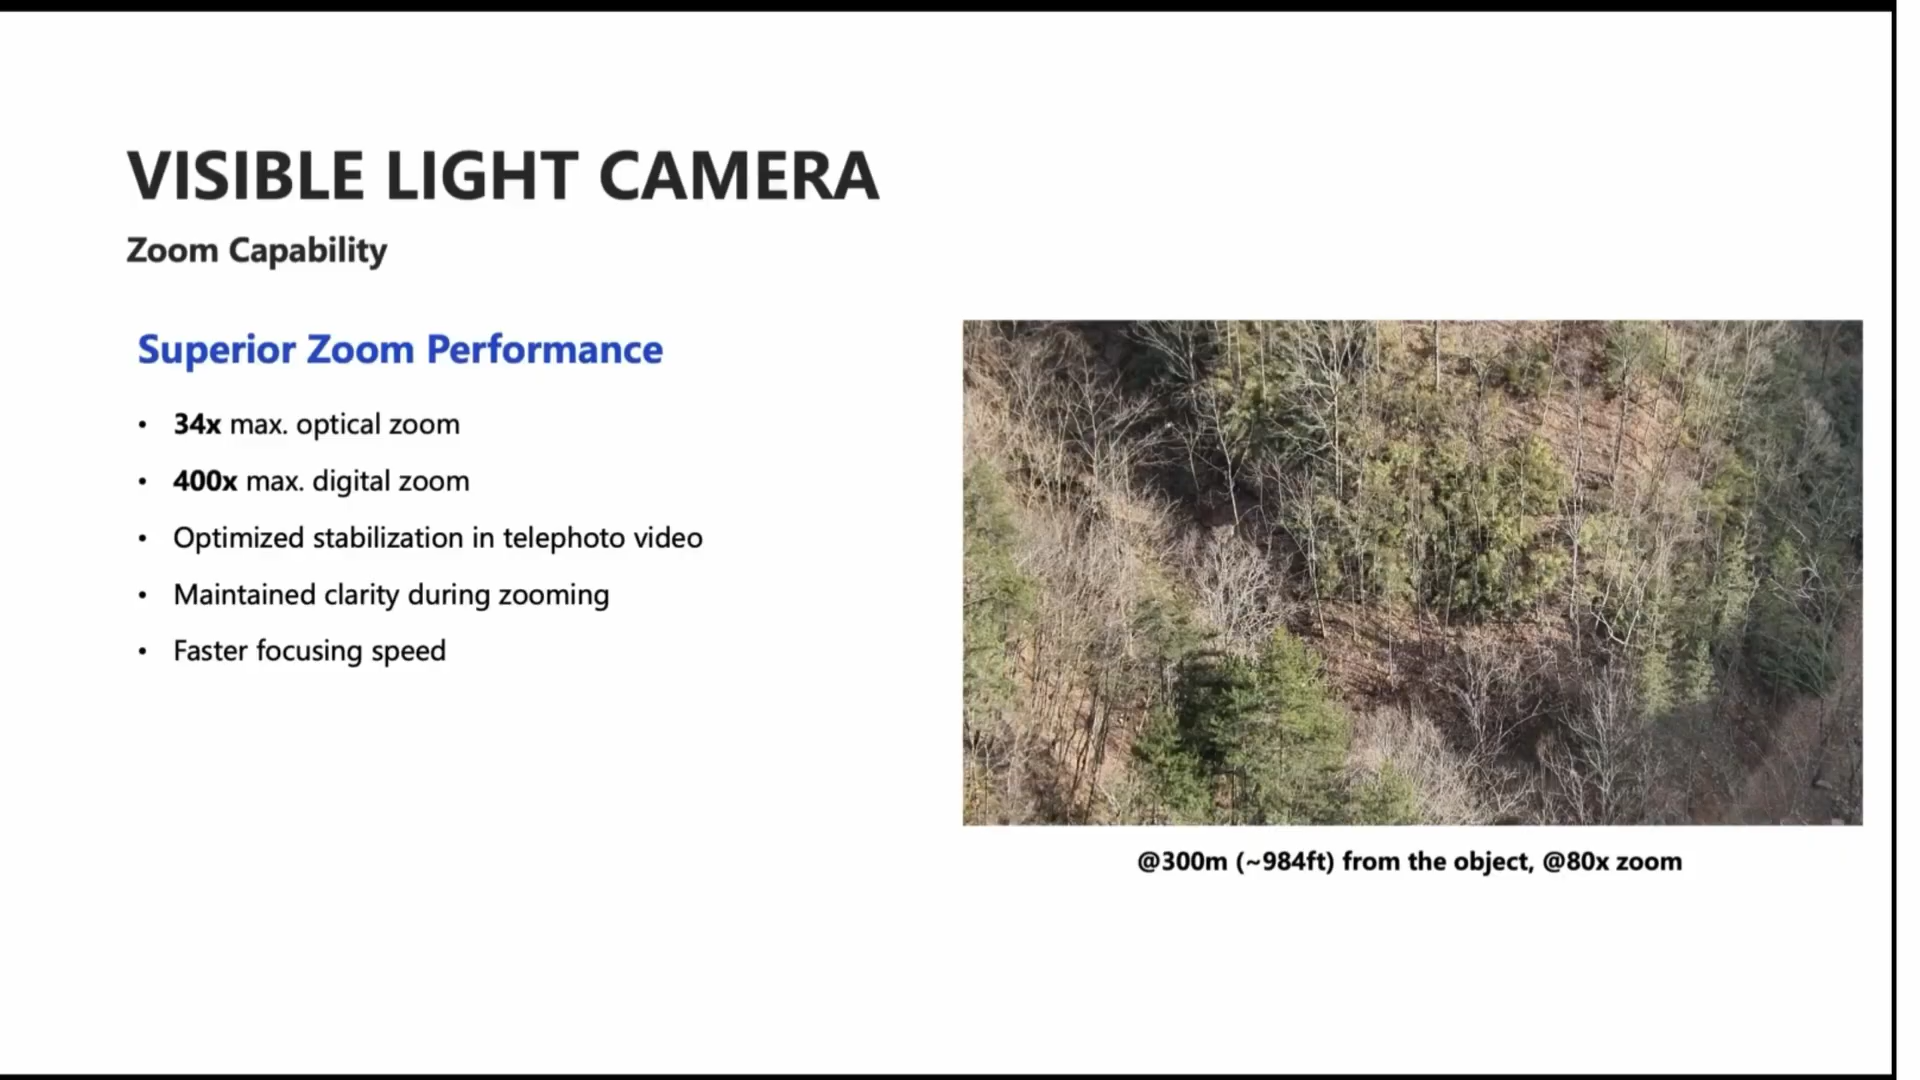 VISIBLE LIGHT CAMERA
Zoom Capability
Superior Zoom Performance
• 34x max. optical zoom
• 400x max. digital zoom
• Optimized stabilization in telephoto video
• Maintained clarity during zooming
• Faster focusing speed
@300m (~984ft) from the object, @80x zoom